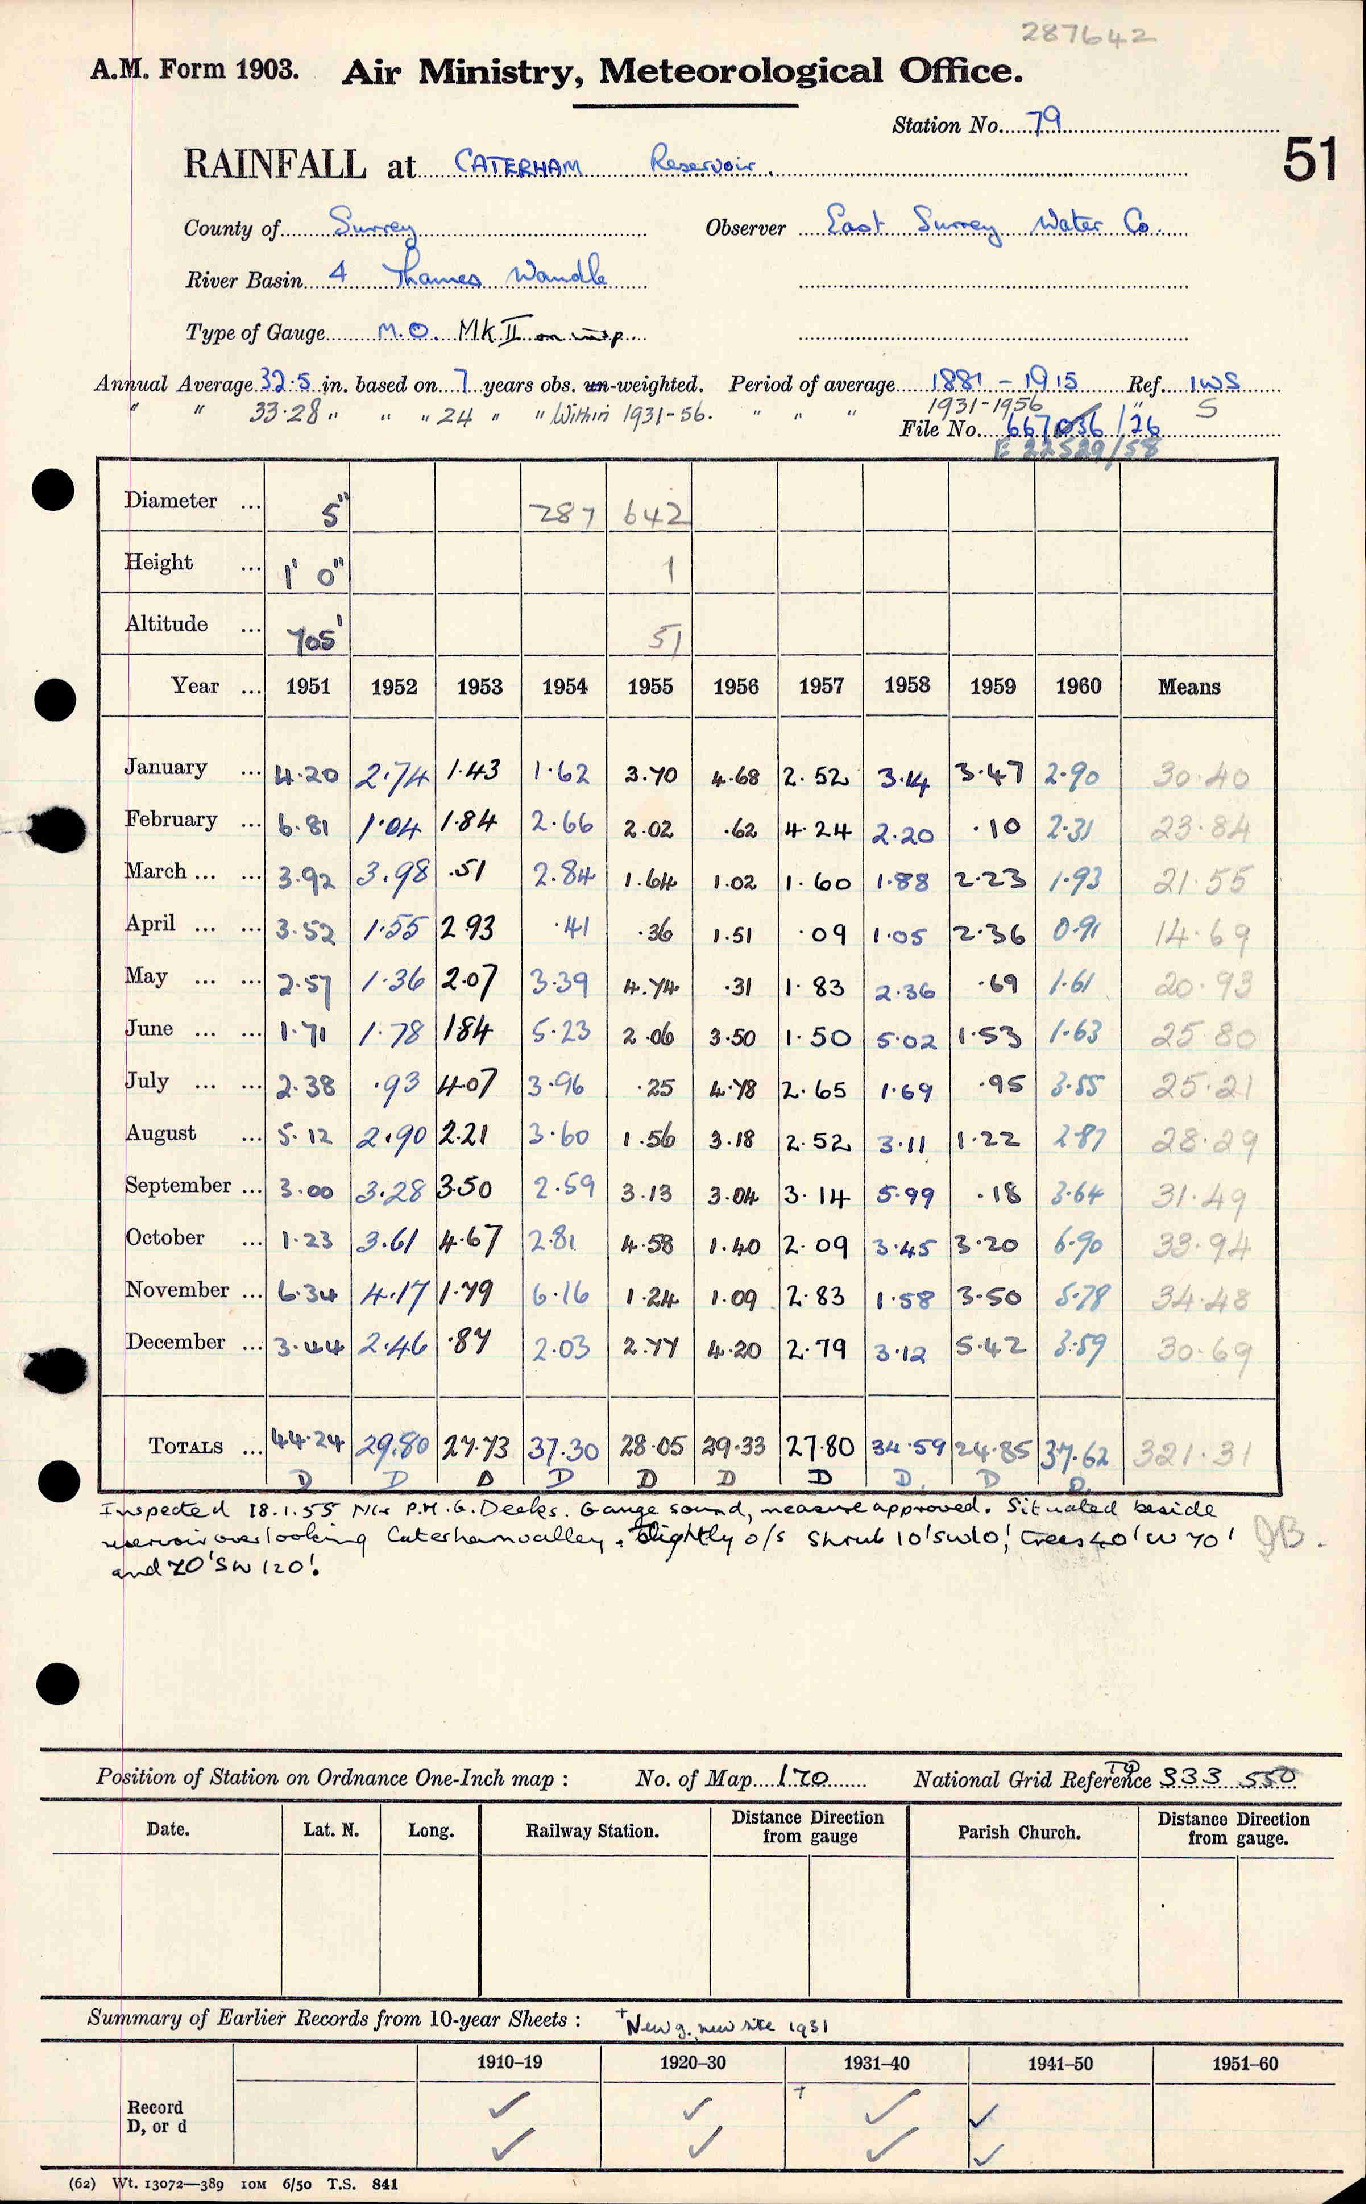 287642
A.M. Form 1903. Air Ministry, Meteorological Office.
Station No. 79
51
RAINFALL at CATERHAM Reservoir.
County of Surrey Observer East Surrey Water Co.
River Basin 4 Thames Wandle
Type of Gauge M.O. Mk II on insp.
Annual Average 32.5 in. based on 7 years obs. un-weighted. Period of average 1881 - 1915 Ref. IWS
" " 33.28 " " " 24 " " Within 1931-56. " " " 1931-1956 " S
File No. 667056/26
E 22529/58
Diameter ... 5" 287 642
Height ... 1' 0" 1
Altitude ... 705' 51
Year ... 1951 1952 1953 1954 1955 1956 1957 1958 1959 1960 Means
January ... 4.20 2.74 1.43 1.62 3.70 4.68 2.52 3.14 3.47 2.90 30.40
February ... 6.81 1.04 1.84 2.66 2.02 .62 4.24 2.20 .10 2.31 23.84
March ... ... 3.92 3.98 .51 2.84 1.64 1.02 1.60 1.88 2.23 1.93 21.55
April ... ... 3.52 1.55 2.93 .41 .36 1.51 .09 1.05 2.36 0.91 14.69
May ... ... 2.57 1.36 2.07 3.39 4.74 .31 1.83 2.36 .69 1.61 20.93
June ... ... 1.71 1.78 1.84 5.23 2.06 3.50 1.50 5.02 1.53 1.63 25.80
July ... ... 2.38 .93 4.07 3.96 .25 4.78 2.65 1.69 .95 3.55 25.21
August ... 5.12 2.90 2.21 3.60 1.56 3.18 2.52 3.11 1.22 2.87 28.29
September ... 3.00 3.28 3.50 2.59 3.13 3.04 3.14 5.99 .18 3.64 31.49
October ... 1.23 3.61 4.67 2.81 4.58 1.40 2.09 3.45 3.20 6.90 33.94
November ... 6.34 4.17 1.79 6.16 1.24 1.09 2.83 1.58 3.50 5.78 34.48
December ... 3.44 2.46 .87 2.03 2.77 4.20 2.79 3.12 5.42 3.59 30.69
TOTALS ... 44.24 29.80 27.73 37.30 28.05 29.33 27.80 34.59 24.85 37.62 321.31
D D D D D D D D. D D.
Inspected 18.1.55 Mr P.M.G. Deeks. Gauge sound, measure approved. Situated beside
reservoir overlooking Caterham valley. Slightly o/s Shrub 10' SW 10', trees 40' W 70' JB.
and 70' SW 120'.
Position of Station on Ordnance One-Inch map : No. of Map 170 National Grid Reference TQ 333 550
Date. Lat. N. Long. Railway Station. Distance from gauge Direction Parish Church. Distance from gauge. Direction
Summary of Earlier Records from 10-year Sheets : + New g. new site 1931
1910–19 1920–30 1931–40 1941–50 1951–60
Record ✓ ✓ + ✓ ✓
D, or d ✓ ✓ ✓ ✓
(62) Wt. 13072—389 10M 6/50 T.S. 841